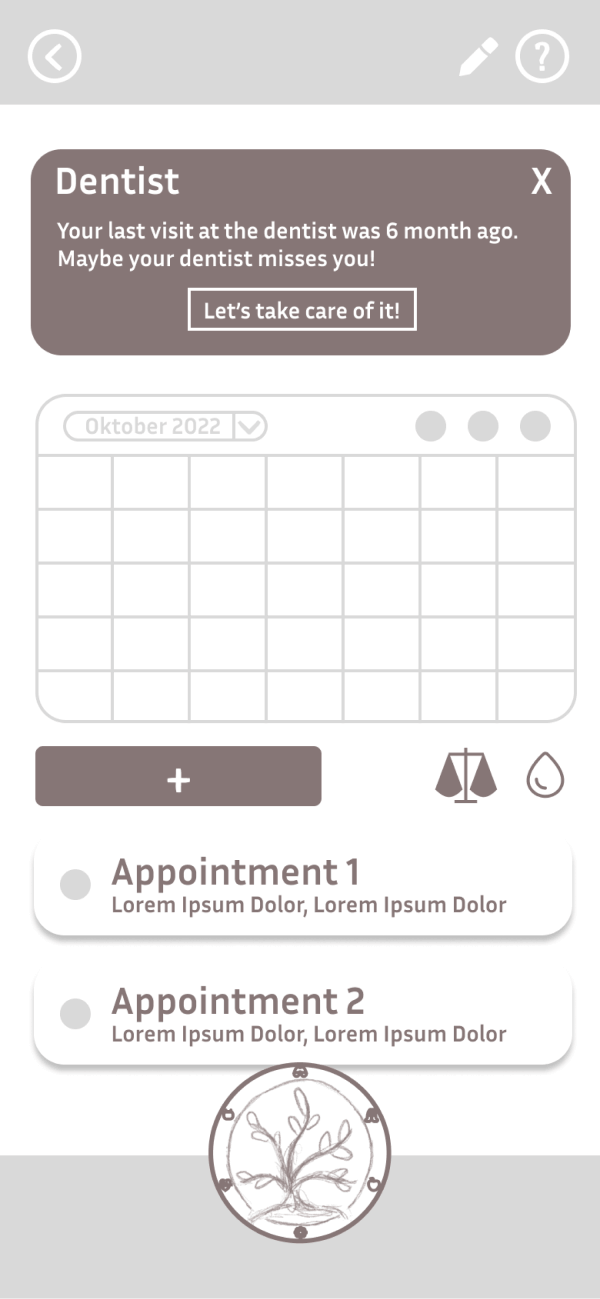 ?
Dentist
X
Your last visit at the dentist was 6 month ago.
Maybe your dentist misses you!
Let's take care of it!
Oktober 2022
+
Appointment 1
Lorem Ipsum Dolor, Lorem Ipsum Dolor
Appointment 2
Lorem Ipsum Dolor, Lorem Ipsum Dolor